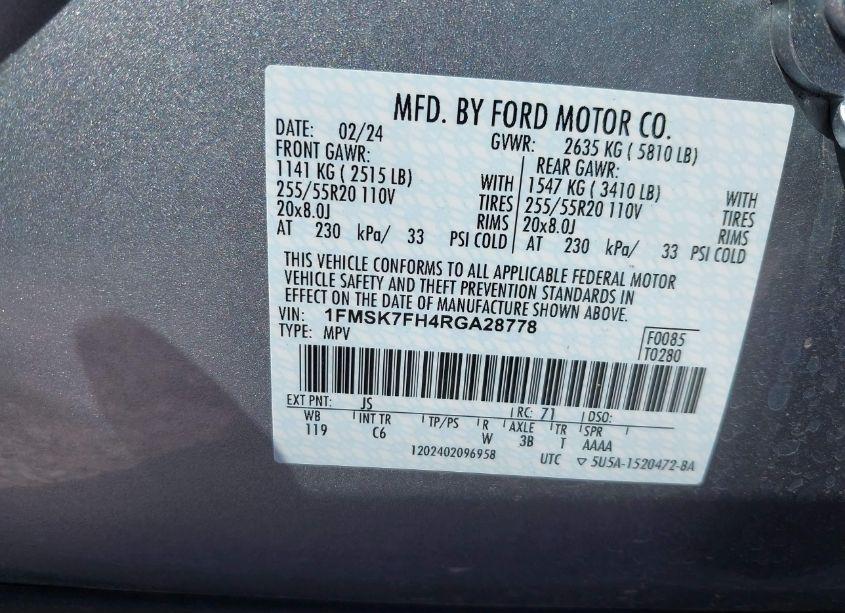 MFD. BY FORD MOTOR CO.
DATE: 02/24 GVWR: 2635 KG ( 5810 LB)
FRONT GAWR: REAR GAWR:
1141 KG ( 2515 LB) WITH 1547 KG ( 3410 LB) WITH
255/55R20 110V TIRES 255/55R20 110V TIRES
20x8.0J RIMS 20x8.0J RIMS
AT 230 kPa/ 33 PSI COLD AT 230 kPa/ 33 PSI COLD
THIS VEHICLE CONFORMS TO ALL APPLICABLE FEDERAL MOTOR
VEHICLE SAFETY AND THEFT PREVENTION STANDARDS IN
EFFECT ON THE DATE OF MANUFACTURE SHOWN ABOVE.
VIN: 1FMSK7FH4RGA28778
TYPE: MPV
F0085
T0280
EXT PNT: JS RC: 71 DSO:
WB INT TR TP/PS R AXLE TR SPR
119 C6 W 3B T AAAA
1202402096958 UTC ▽ 5U5A-1520472-BA